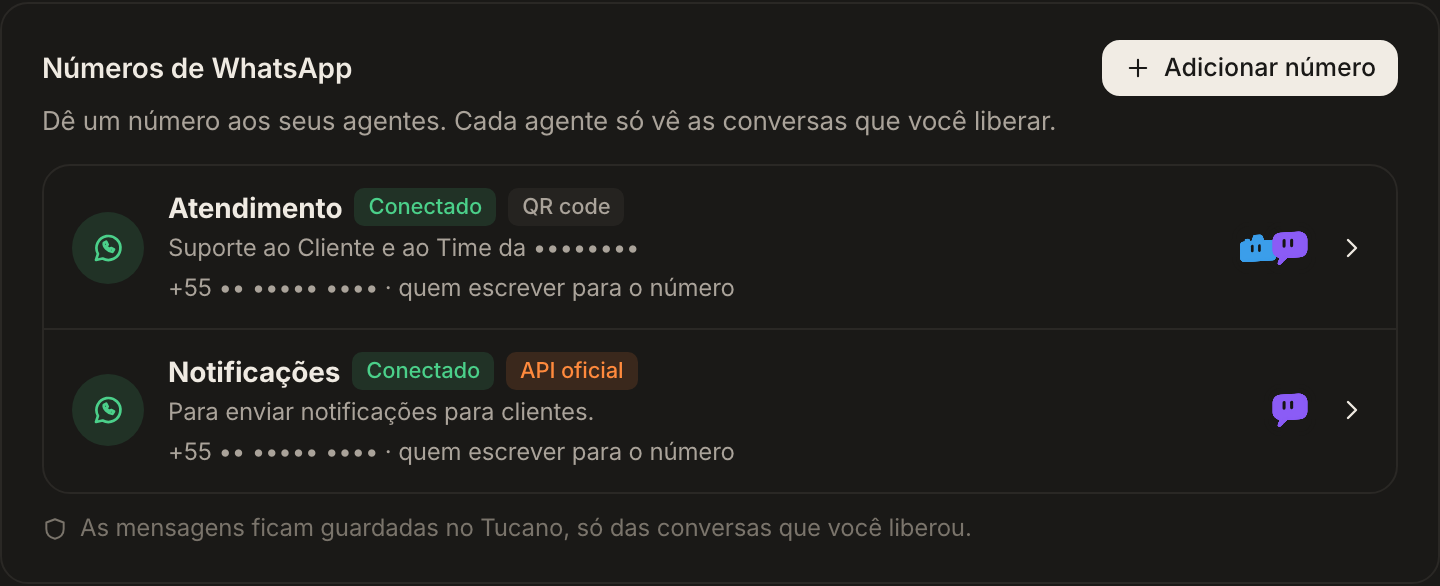 Números de WhatsApp
+ Adicionar número
Dê um número aos seus agentes. Cada agente só vê as conversas que você liberar.
Atendimento Conectado QR code
Suporte ao Cliente e ao Time da ••••••••
+55 •• ••••• •••• · quem escrever para o número
Notificações Conectado API oficial
Para enviar notificações para clientes.
+55 •• ••••• •••• · quem escrever para o número
As mensagens ficam guardadas no Tucano, só das conversas que você liberou.